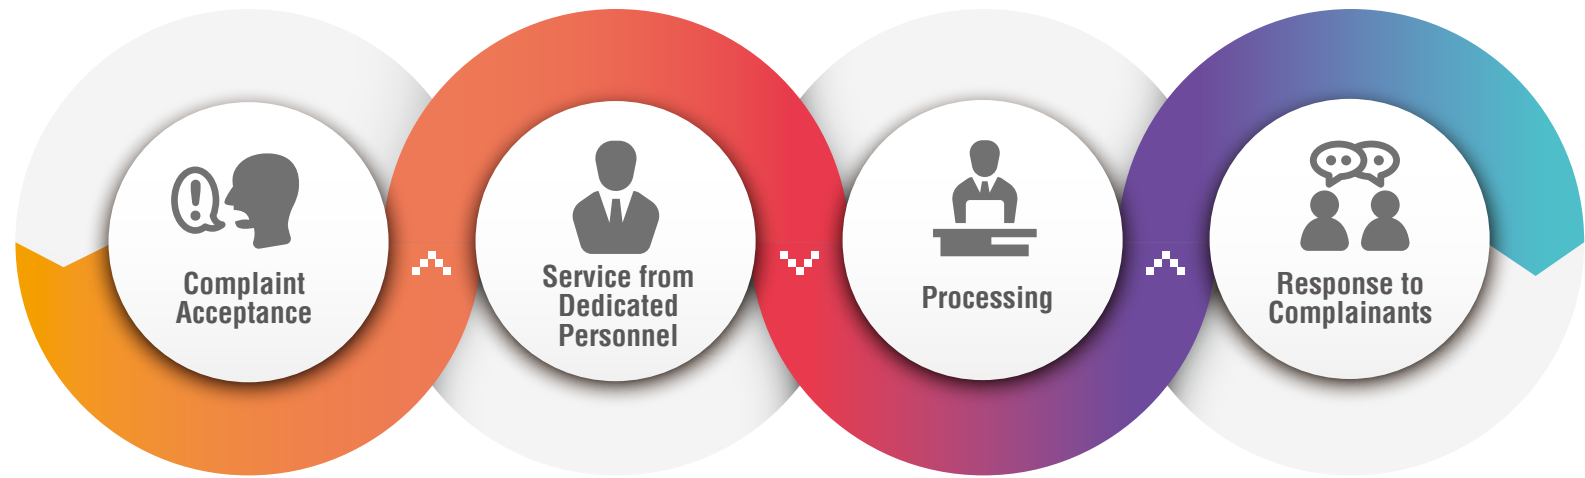 Complaint
Acceptance
Service from
Dedicated
Personnel
Processing
Response to
Complainants